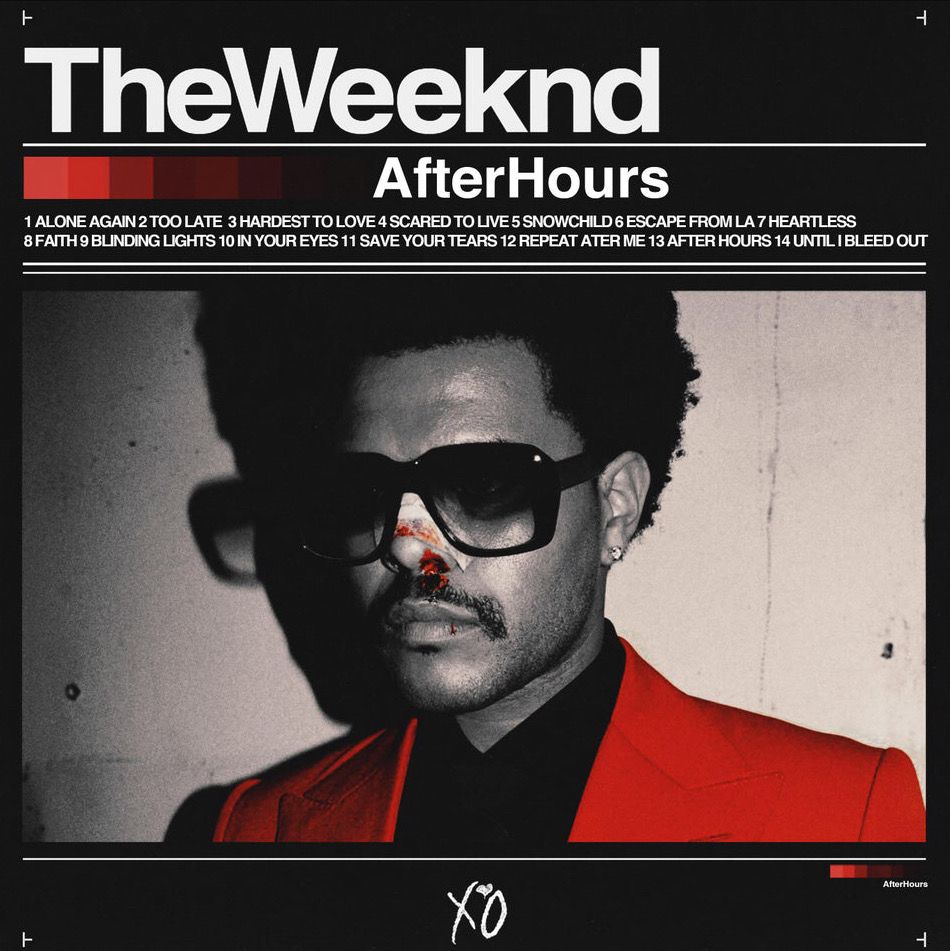 TheWeeknd
AfterHours
1 ALONE AGAIN 2 TOO LATE 3 HARDEST TO LOVE 4 SCARED TO LIVE 5 SNOWCHILD 6 ESCAPE FROM LA 7 HEARTLESS
8 FAITH 9 BLINDING LIGHTS 10 IN YOUR EYES 11 SAVE YOUR TEARS 12 REPEAT ATER ME 13 AFTER HOURS 14 UNTIL I BLEED OUT
AfterHours
XO